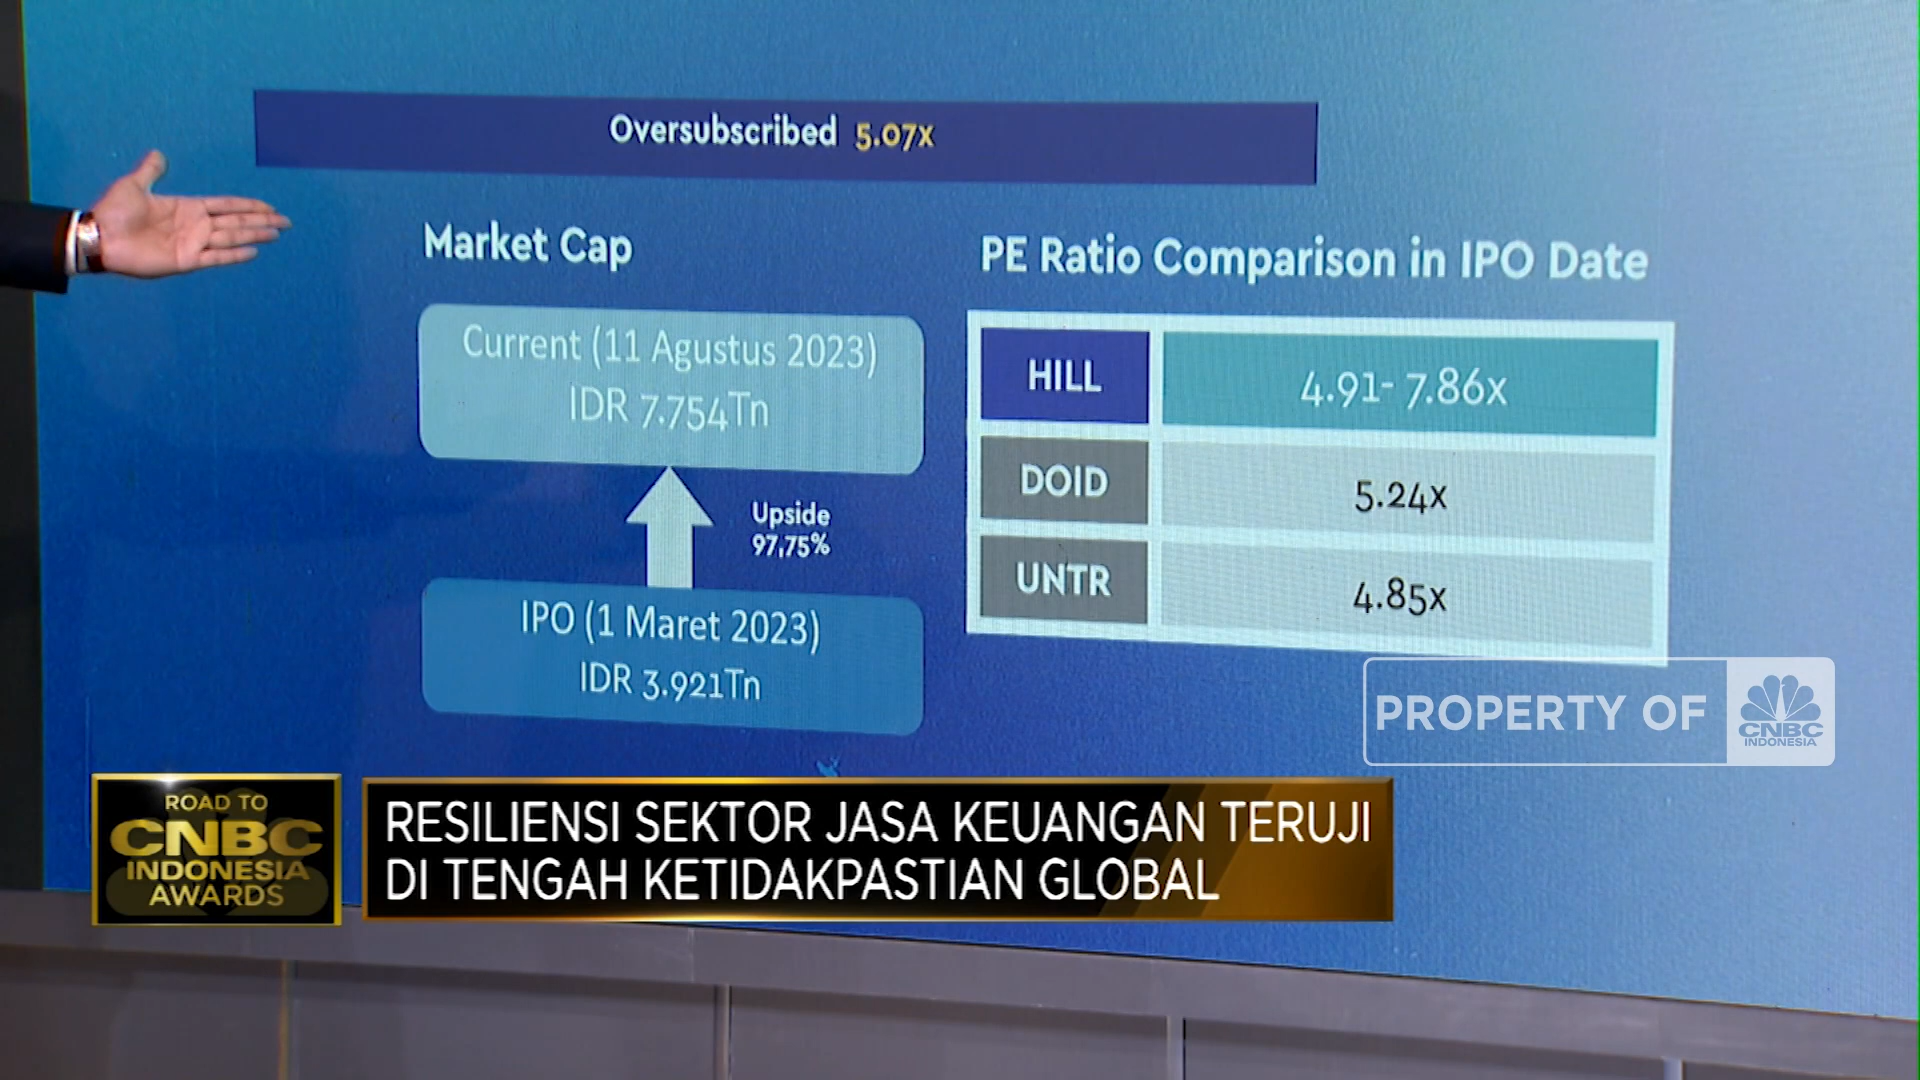 Oversubscribed 5.07x
Market Cap
Current (11 Agustus 2023)
IDR 7.754Tn
Upside
97,75%
IPO (1 Maret 2023)
IDR 3.921Tn
PE Ratio Comparison in IPO Date
HILL 4.91- 7.86x
DOID 5.24x
UNTR 4.85x
PROPERTY OF CNBC
INDONESIA
ROAD TO
CNBC
INDONESIA
AWARDS
RESILIENSI SEKTOR JASA KEUANGAN TERUJI
DI TENGAH KETIDAKPASTIAN GLOBAL